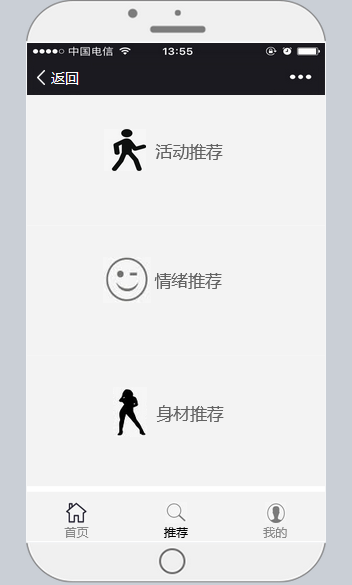 中国电信 13:55
返回
活动推荐
情绪推荐
身材推荐
首页 推荐 我的